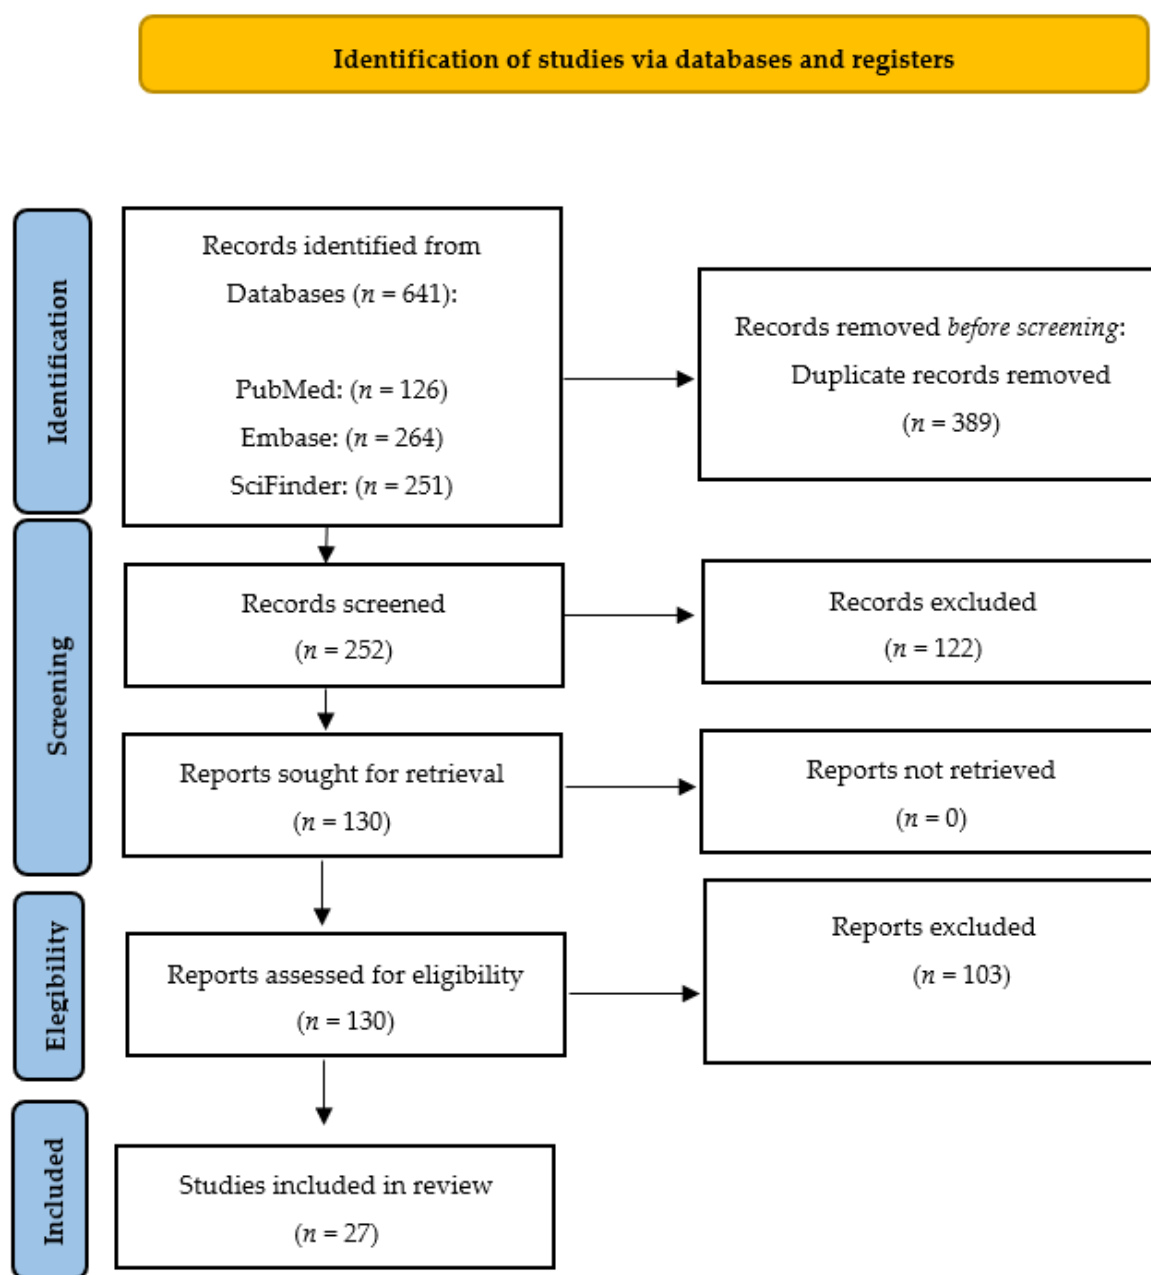 Identification of studies via databases and registers
Identification
Records identified from
Databases (n = 641):
PubMed: (n = 126)
Embase: (n = 264)
SciFinder: (n = 251)
Records removed before screening:
Duplicate records removed
(n = 389)
Screening
Records screened
(n = 252)
Records excluded
(n = 122)
Reports sought for retrieval
(n = 130)
Reports not retrieved
(n = 0)
Elegibility
Reports assessed for eligibility
(n = 130)
Reports excluded
(n = 103)
Included
Studies included in review
(n = 27)